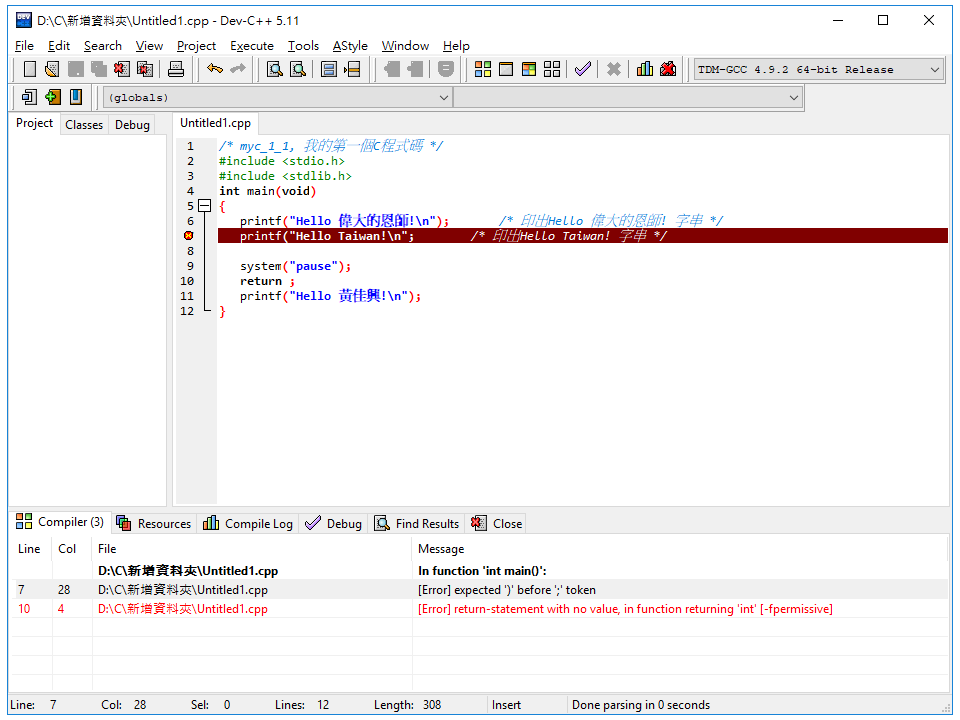 D:\C\新增資料夾\Untitled1.cpp - Dev-C++ 5.11
File Edit Search View Project Execute Tools AStyle Window Help
TDM-GCC 4.9.2 64-bit Release
(globals)
Project Classes Debug Untitled1.cpp
1 /* myc_1_1, 我的第一個C程式碼 */
2 #include <stdio.h>
3 #include <stdlib.h>
4 int main(void)
5 {
6 printf("Hello 偉大的恩師!\n"); /* 印出Hello 偉大的恩師! 字串 */
printf("Hello Taiwan!\n"; /* 印出Hello Taiwan! 字串 */
8
9 system("pause");
10 return ;
11 printf("Hello 黃佳興!\n");
12 }
Compiler (3) Resources Compile Log Debug Find Results Close
Line Col File Message
D:\C\新增資料夾\Untitled1.cpp In function 'int main()':
7 28 D:\C\新增資料夾\Untitled1.cpp [Error] expected ')' before ';' token
10 4 D:\C\新增資料夾\Untitled1.cpp [Error] return-statement with no value, in function returning 'int' [-fpermissive]
Line: 7 Col: 28 Sel: 0 Lines: 12 Length: 308 Insert Done parsing in 0 seconds